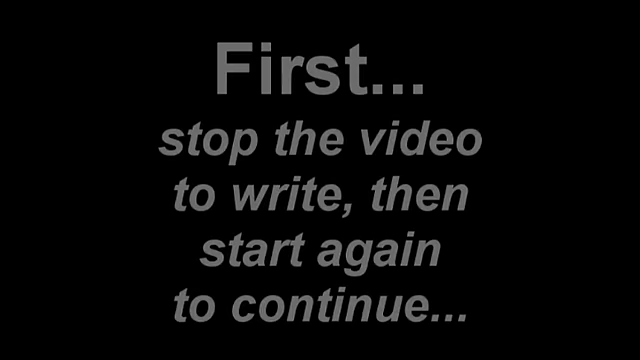 First...
stop the video
to write, then
start again
to continue...